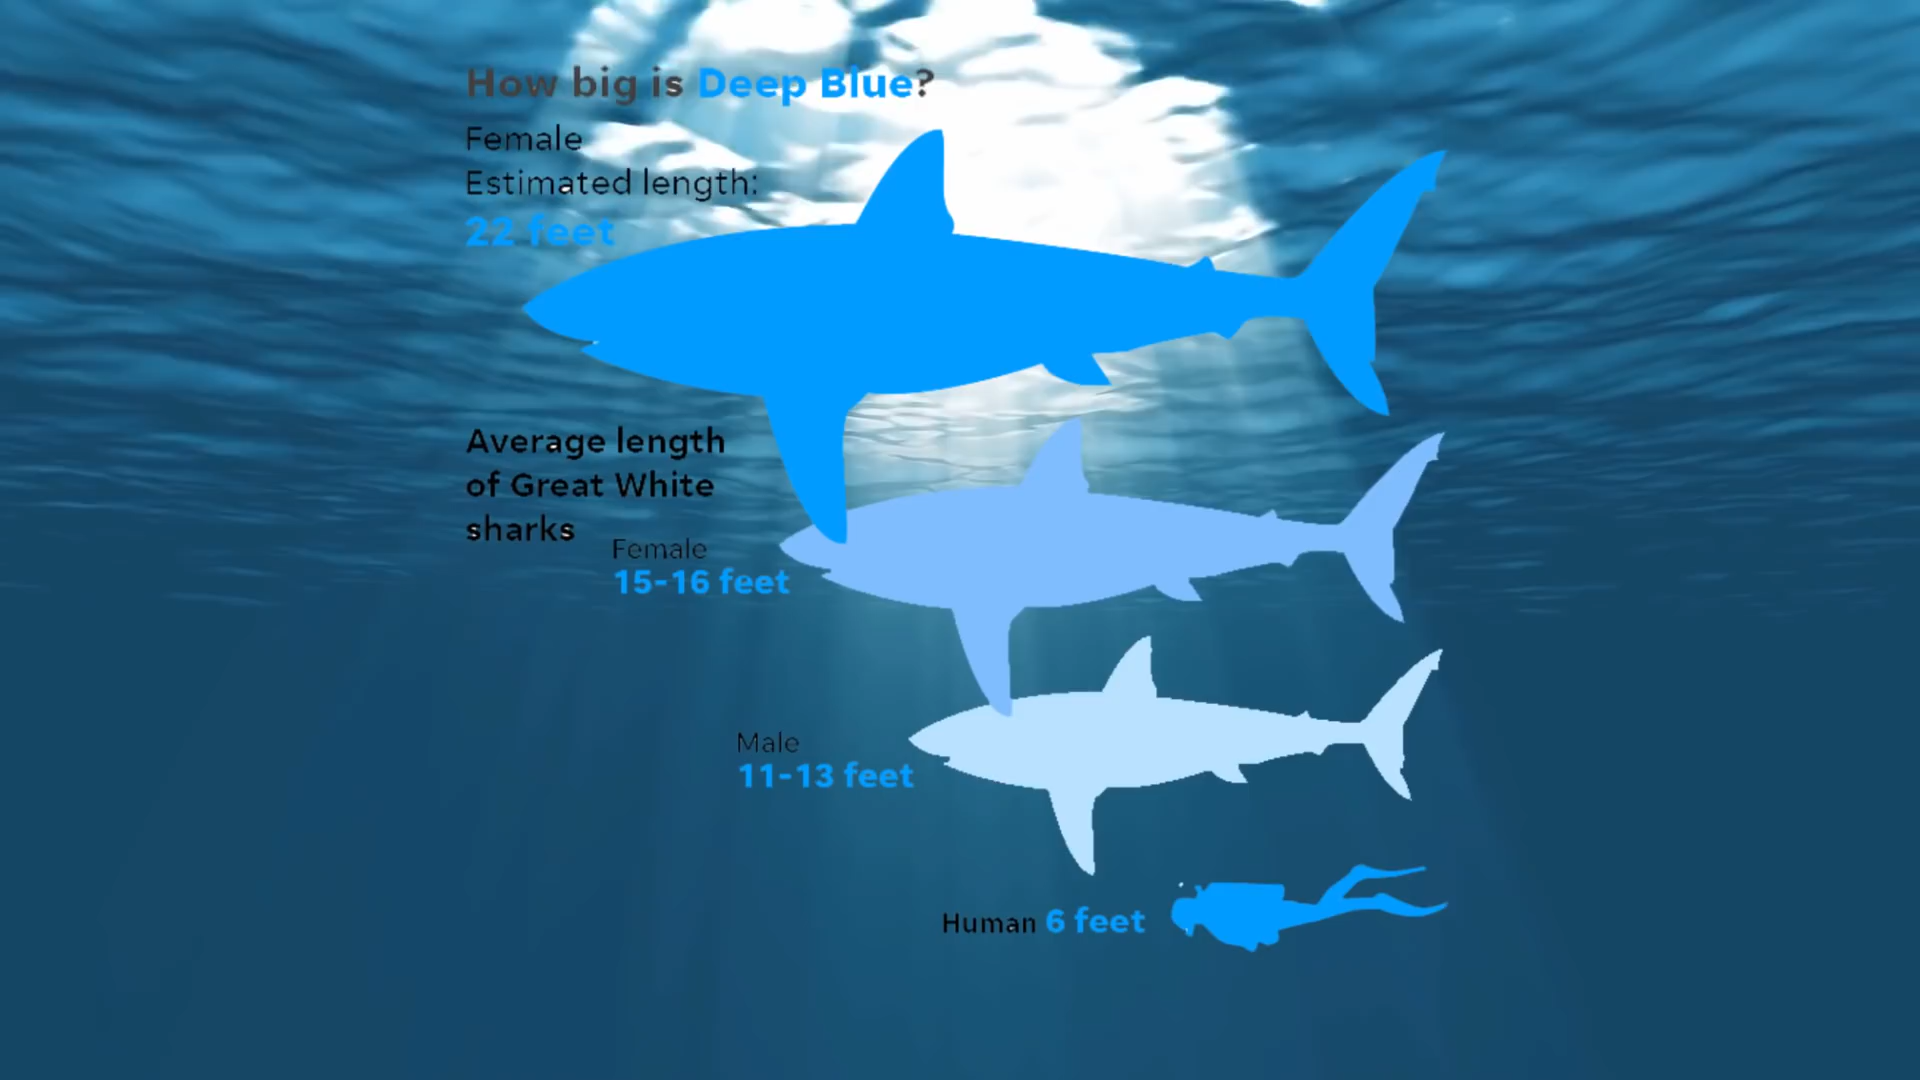 How big is Deep Blue?
Female
Estimated length:
22 feet
Average length
of Great White
sharks
Female
15-16 feet
Male
11-13 feet
Human 6 feet